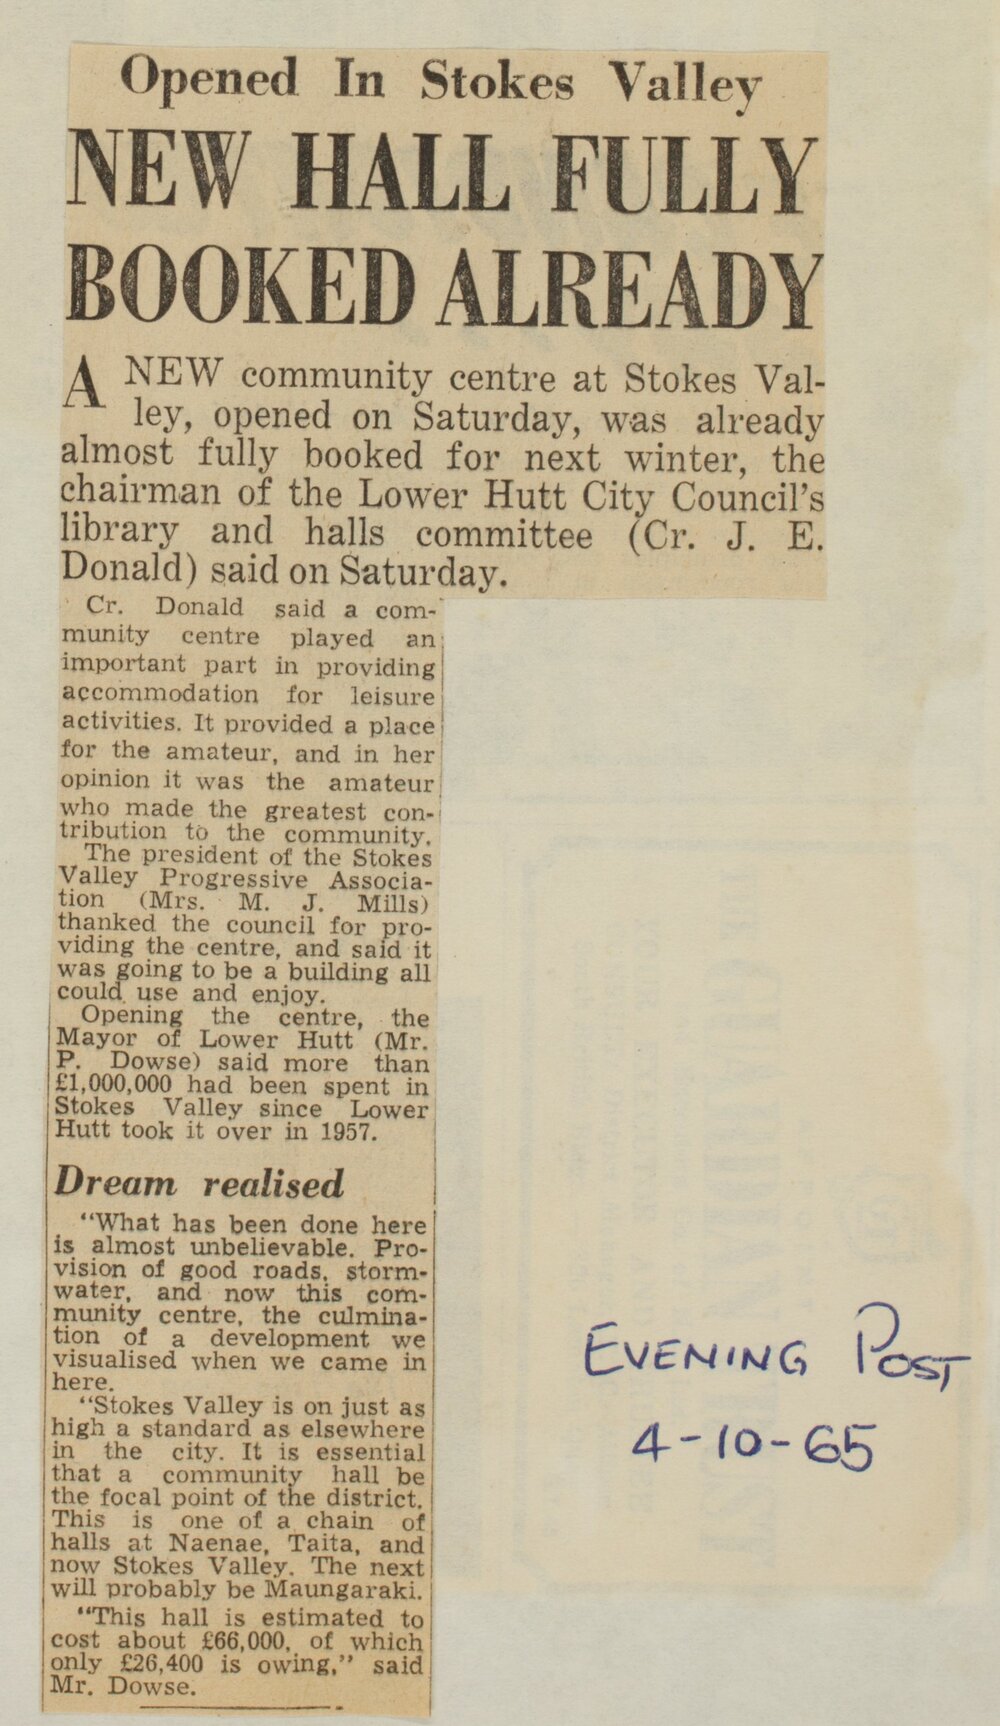 Opened In Stokes Valley
NEW HALL FULLY
BOOKED ALREADY
A NEW community centre at Stokes Val-
ley, opened on Saturday, was already
almost fully booked for next winter, the
chairman of the Lower Hutt City Council's
library and halls committee (Cr. J. E.
Donald) said on Saturday.
Cr. Donald said a com-
munity centre played an
important part in providing
accommodation for leisure
activities. It provided a place
for the amateur, and in her
opinion it was the amateur
who made the greatest con-
tribution to the community.
The president of the Stokes
Valley Progressive Associa-
tion (Mrs. M. J. Mills)
thanked the council for pro-
viding the centre, and said it
was going to be a building all
could use and enjoy.
Opening the centre, the
Mayor of Lower Hutt (Mr.
P. Dowse) said more than
£1,000,000 had been spent in
Stokes Valley since Lower
Hutt took it over in 1957.
Dream realised
"What has been done here
is almost unbelievable. Pro-
vision of good roads, storm-
water, and now this com-
munity centre, the culmina-
tion of a development we
visualised when we came in
here.
"Stokes Valley is on just as
high a standard as elsewhere
in the city. It is essential
that a community hall be
the focal point of the district.
This is one of a chain of
halls at Naenae, Taita, and
now Stokes Valley. The next
will probably be Maungaraki.
"This hall is estimated to
cost about £66,000, of which
only £26,400 is owing," said
Mr. Dowse.
EVENING POST
4-10-65